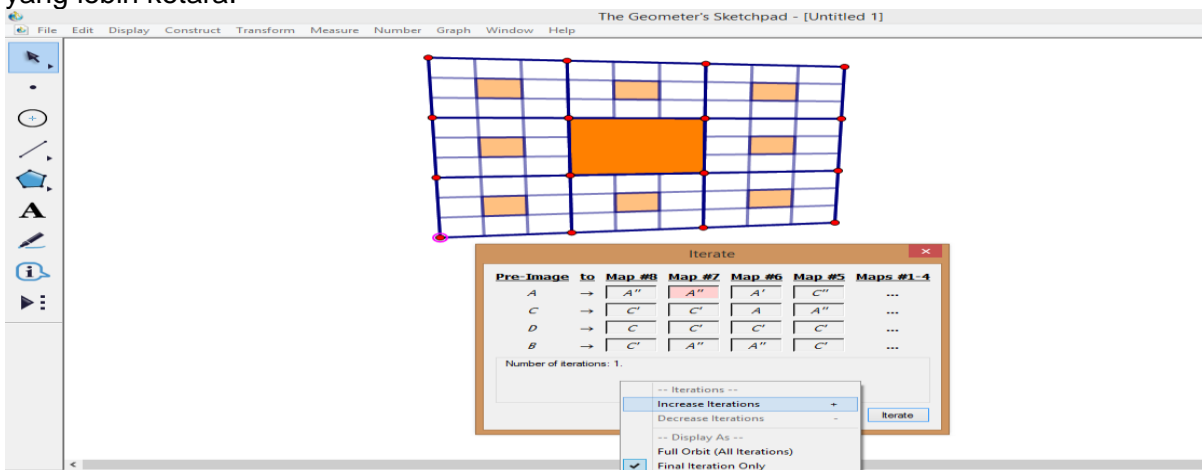 yang lebih ketara.
The Geometer's Sketchpad - [Untitled 1]
File Edit Display Construct Transform Measure Number Graph Window Help
A
Iterate
Pre-Image to Map #8 Map #7 Map #6 Map #5 Maps #1-4
A → A'' A'' A' C'' ...
C → C' C' A A'' ...
D → C C' C' C' ...
B → C' A'' A'' C' ...
Number of iterations: 1.
-- Iterations --
Increase Iterations +
Decrease Iterations -
Iterate
-- Display As --
Full Orbit (All Iterations)
Final Iteration Only